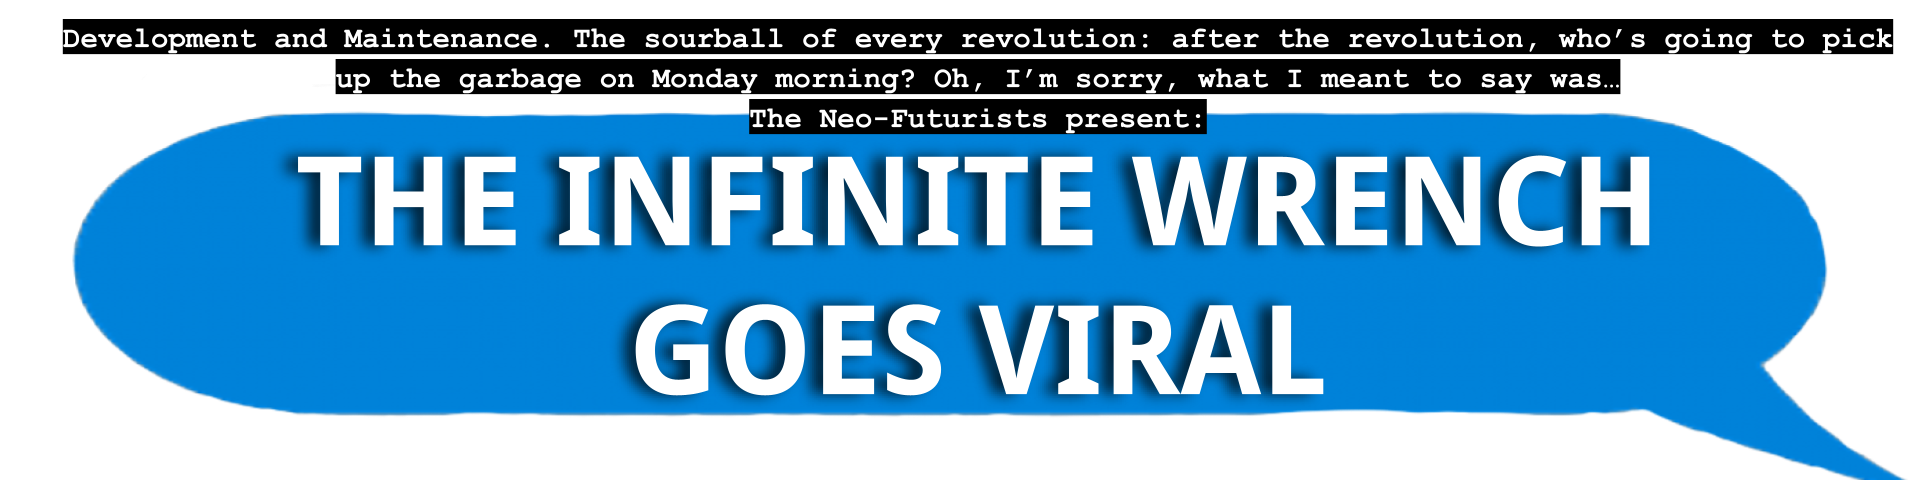 Development and Maintenance. The sourball of every revolution: after the revolution, who’s going to pick
up the garbage on Monday morning? Oh, I’m sorry, what I meant to say was…
The Neo-Futurists present:
THE INFINITE WRENCH
GOES VIRAL